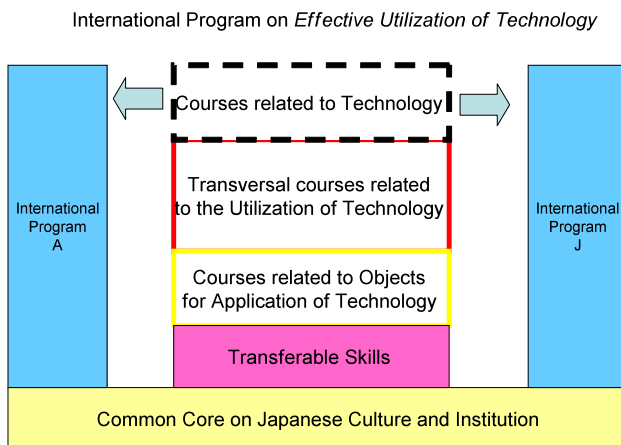 International Program on Effective Utilization of Technology
Courses related to Technology
Transversal courses related
to the Utilization of Technology
International
Program
A
International
Program
J
Courses related to Objects
for Application of Technology
Transferable Skills
Common Core on Japanese Culture and Institution